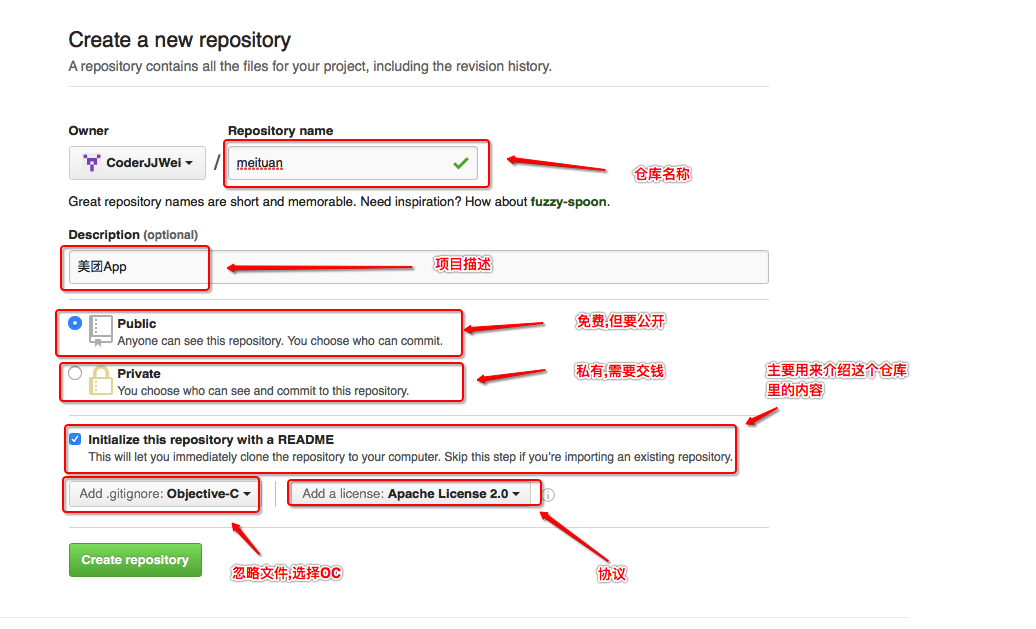 Create a new repository
A repository contains all the files for your project, including the revision history.
Owner
Repository name
CoderJJWei
/
meituan
仓库名称
Great repository names are short and memorable. Need inspiration? How about fuzzy-spoon.
Description (optional)
美团App
项目描述
Public
Anyone can see this repository. You choose who can commit.
免费,但要公开
Private
You choose who can see and commit to this repository.
私有,需要交钱
主要用来介绍这个仓库
里的内容
Initialize this repository with a README
This will let you immediately clone the repository to your computer. Skip this step if you're importing an existing repository.
Add .gitignore: Objective-C
Add a license: Apache License 2.0
Create repository
忽略文件,选择OC
协议